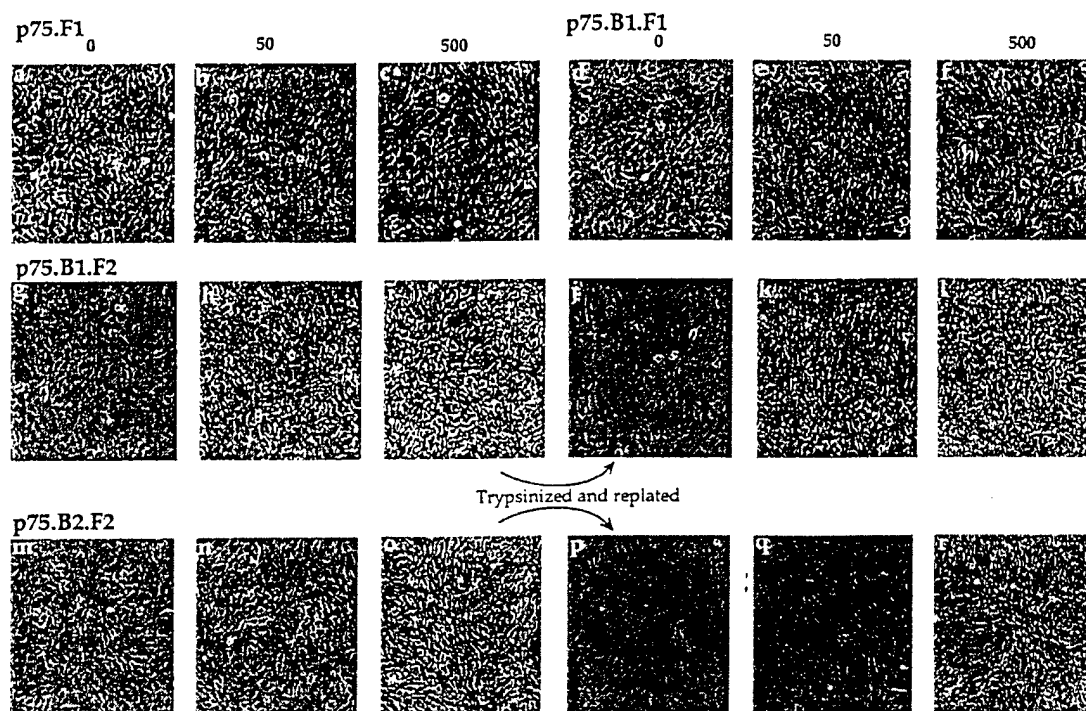 p75.F1 p75.B1.F1
0 50 500 0 50 500
a b c d e f
p75.B1.F2
g h i j k l
Trypsinized and replated
p75.B2.F2
m n o p q r